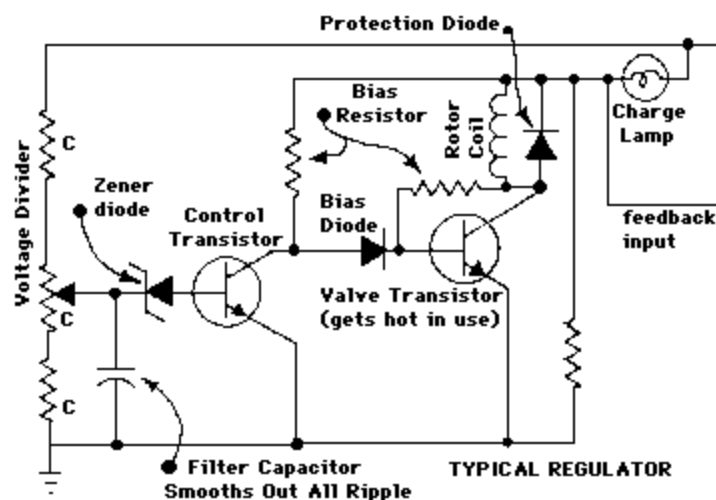 Protection Diode
Bias
Resistor
Charge
Lamp
Rotor
Coil
C
Zener
diode
Voltage Divider
Control
Transistor
Bias
Diode
feedback
input
Valve Transistor
(gets hot in use)
C
C
Filter Capacitor
Smooths Out All Ripple
TYPICAL REGULATOR